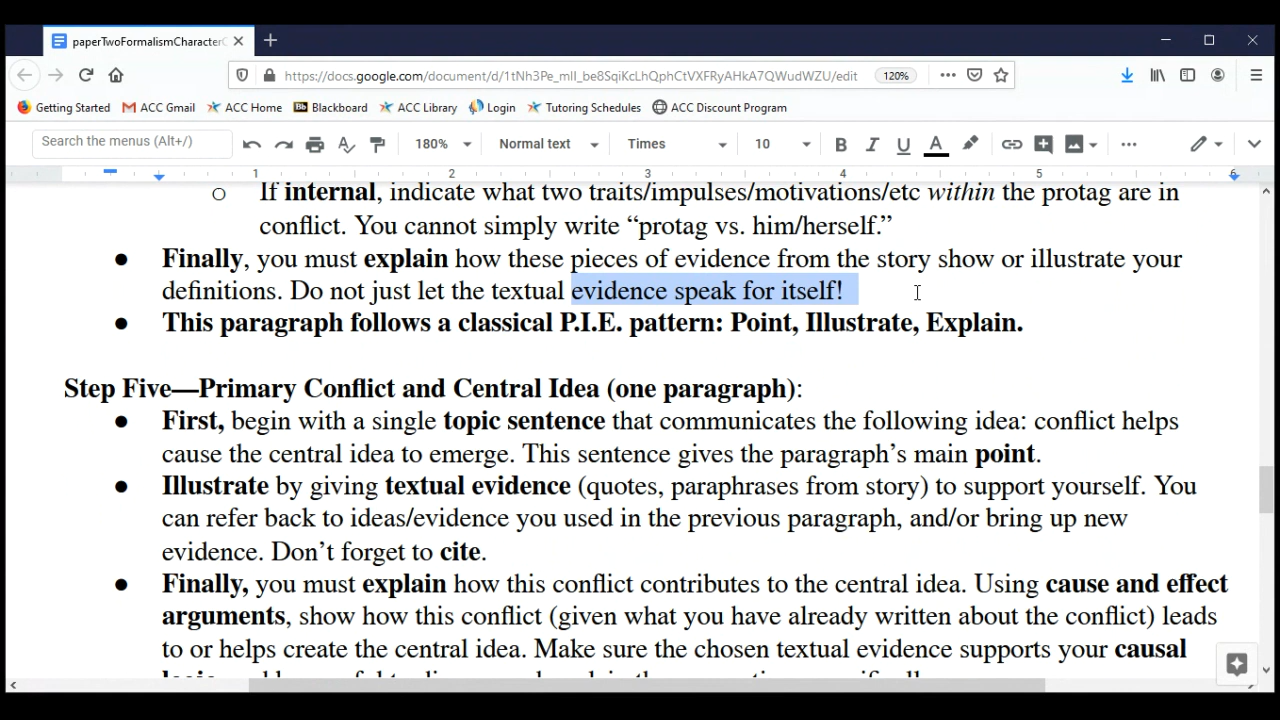 paperTwoFormalismCharacter
https://docs.google.com/document/d/1tNh3Pe_mlI_be8SqiKcLhQphCtVXFRyAHkA7QWudWZU/edit
120%
Getting Started
ACC Gmail
ACC Home
Bb Blackboard
ACC Library
Login
Tutoring Schedules
ACC Discount Program
Search the menus (Alt+/)
180%
Normal text
Times
10
B I U A
1 2 3 4 5 6
o If internal, indicate what two traits/impulses/motivations/etc within the protag are in
conflict. You cannot simply write “protag vs. him/herself.”
● Finally, you must explain how these pieces of evidence from the story show or illustrate your
definitions. Do not just let the textual evidence speak for itself!
● This paragraph follows a classical P.I.E. pattern: Point, Illustrate, Explain.
Step Five—Primary Conflict and Central Idea (one paragraph):
● First, begin with a single topic sentence that communicates the following idea: conflict helps
cause the central idea to emerge. This sentence gives the paragraph’s main point.
● Illustrate by giving textual evidence (quotes, paraphrases from story) to support yourself. You
can refer back to ideas/evidence you used in the previous paragraph, and/or bring up new
evidence. Don’t forget to cite.
● Finally, you must explain how this conflict contributes to the central idea. Using cause and effect
arguments, show how this conflict (given what you have already written about the conflict) leads
to or helps create the central idea. Make sure the chosen textual evidence supports your causal